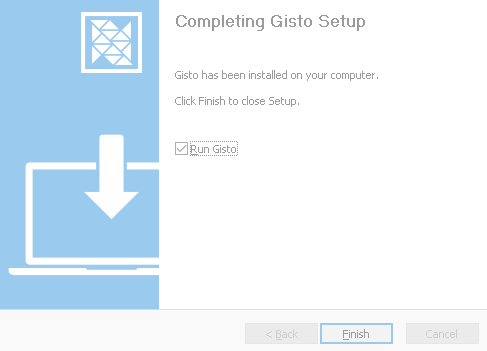 Completing Gisto Setup
Gisto has been installed on your computer.
Click Finish to close Setup.
Run Gisto
< Back
Finish
Cancel